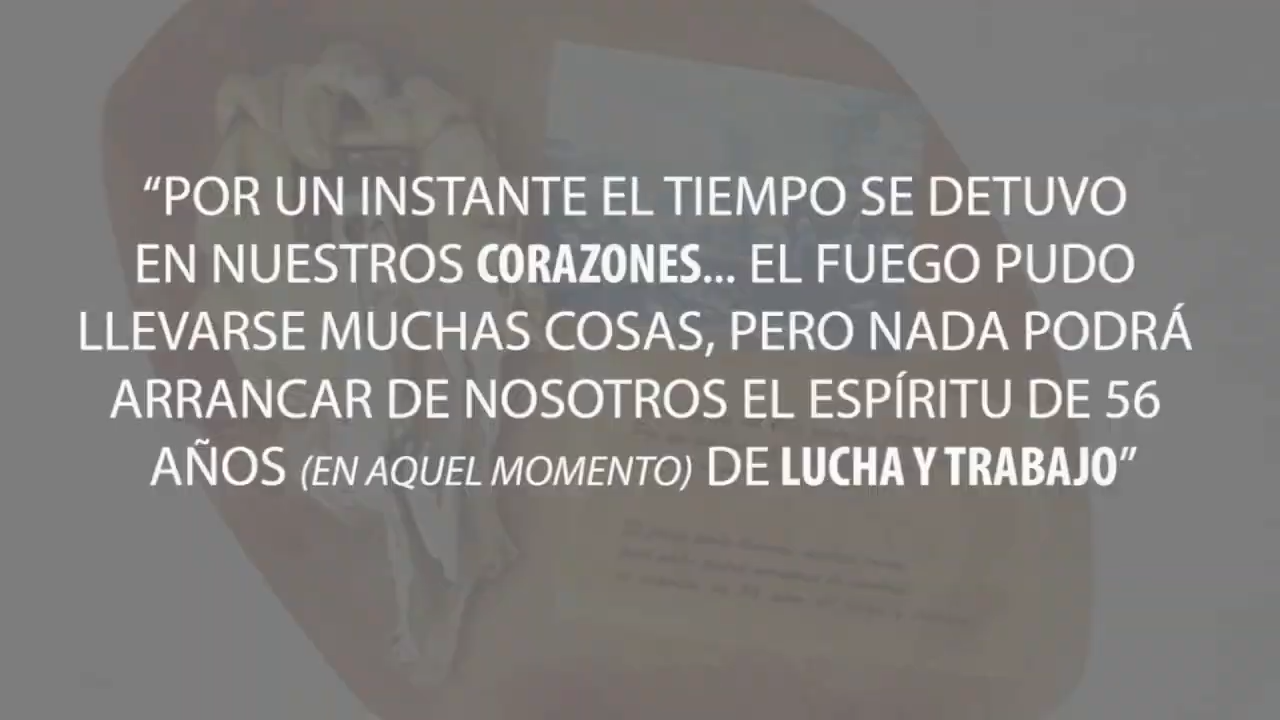 “POR UN INSTANTE EL TIEMPO SE DETUVO
EN NUESTROS CORAZONES... EL FUEGO PUDO
LLEVARSE MUCHAS COSAS, PERO NADA PODRÁ
ARRANCAR DE NOSOTROS EL ESPÍRITU DE 56
AÑOS (EN AQUEL MOMENTO) DE LUCHA Y TRABAJO”